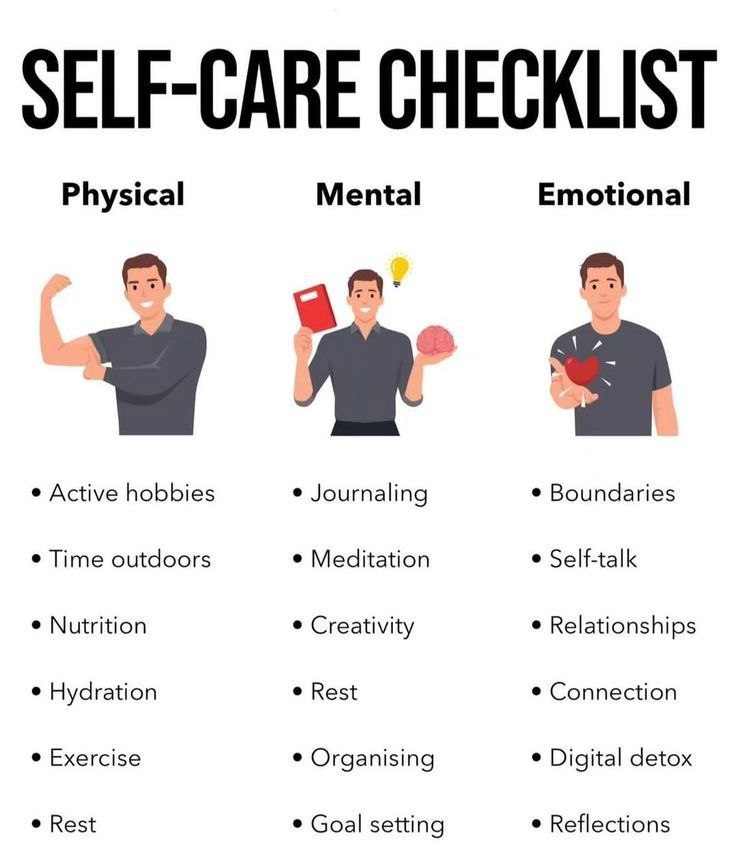 SELF-CARE CHECKLIST
Physical
• Active hobbies
• Time outdoors
• Nutrition
• Hydration
• Exercise
• Rest
Mental
• Journaling
• Meditation
• Creativity
• Rest
• Organising
• Goal setting
Emotional
• Boundaries
• Self-talk
• Relationships
• Connection
• Digital detox
• Reflections